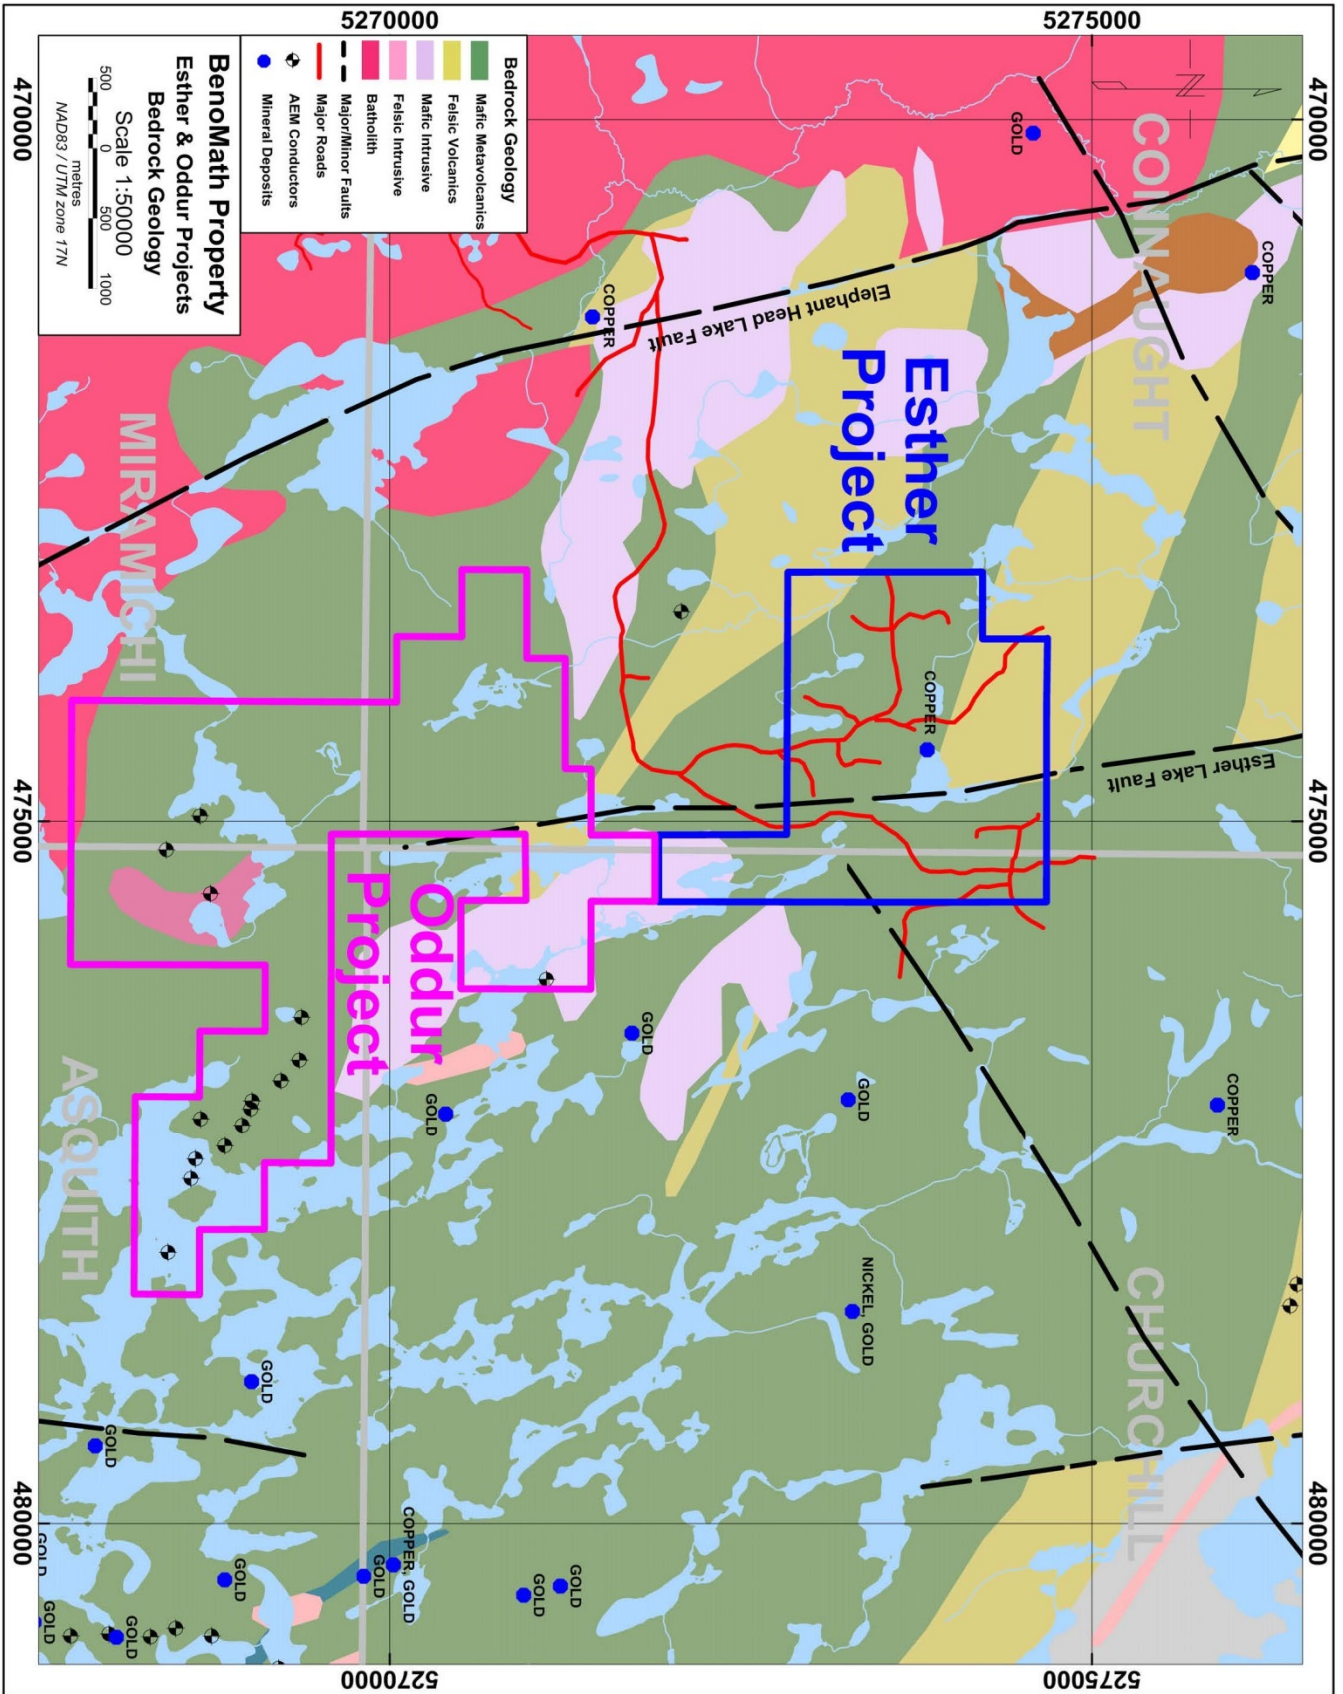 470000
475000
480000
5275000
5275000
CONNAUGHT
CHURCHILL
COPPER
GOLD
Esther Lake Fault
COPPER
Esther
Project
COPPER
NICKEL, GOLD
GOLD
Elephant Head Lake Fault
COPPER
GOLD
GOLD
GOLD
GOLD
Oddur
Project
5270000
5270000
COPPER, GOLD
GOLD
GOLD
GOLD
GOLD
GOLD
GOLD
GOLD
MIRAMICHI
ASQUITH
Bedrock Geology
Mafic Metavolcanics
Felsic Volcanics
Mafic Intrusive
Felsic Intrusive
Batholith
Major/Minor Faults
Major Roads
AEM Conductors
Mineral Deposits
BenoMath Property
Esther & Oddur Projects
Bedrock Geology
Scale 1:50000
500 0 500 1000
metres
NAD83 / UTM zone 17N
470000
475000
480000
N